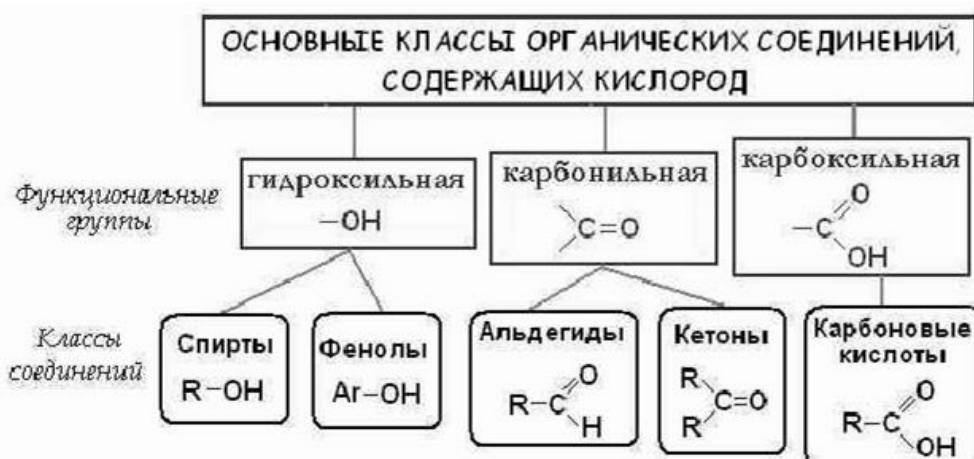 ОСНОВНЫЕ КЛАССЫ ОРГАНИЧЕСКИХ СОЕДИНЕНИЙ,
СОДЕРЖАЩИХ КИСЛОРОД
Функциональные
группы
гидроксильная
–OH
карбонильная
C=O
карбоксильная
–C
O
OH
Классы
соединений
Спирты
R–OH
Фенолы
Ar–OH
Альдегиды
R–C
O
H
Кетоны
R
C=O
R
Карбоновые
кислоты
R–C
O
OH